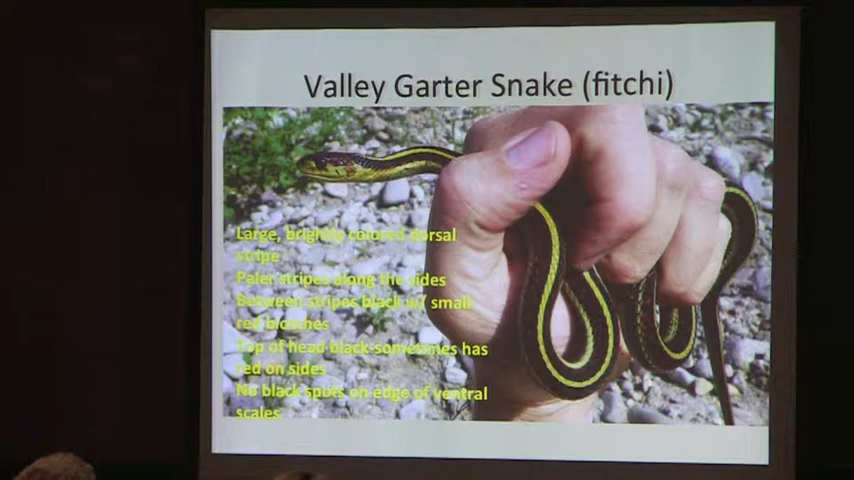 Valley Garter Snake (fitchi)
Large, brightly colored dorsal
stripe
Paler stripes along the sides
Between stripes black w/ small
red blotches
Top of head black-sometimes has
red on sides
No black spots on edge of ventral
scales